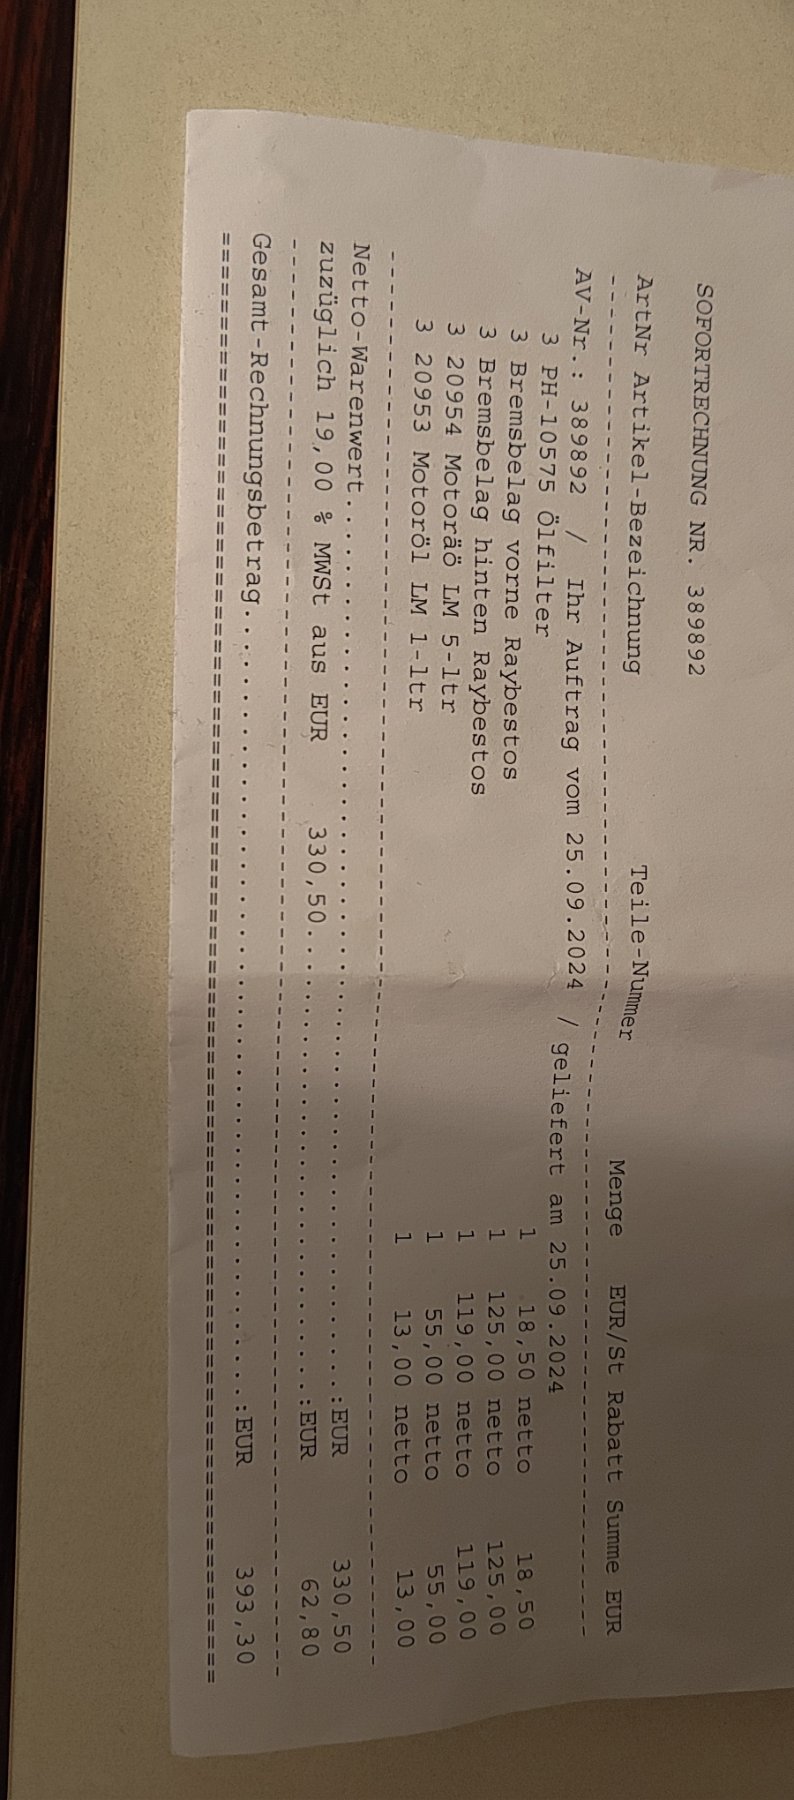 SOFORTRECHNUNG NR. 389892
ArtNr Artikel-Bezeichnung Teile-Nummer Menge EUR/St Rabatt Summe EUR
--------------------------------------------------------------------------------
AV-Nr.: 389892 / Ihr Auftrag vom 25.09.2024 / geliefert am 25.09.2024
3 PH-10575 Ölfilter 1 18,50 netto 18,50
3 Bremsbelag vorne Raybestos 1 125,00 netto 125,00
3 Bremsbelag hinten Raybestos 1 119,00 netto 119,00
3 20954 Motoräö LM 5-ltr 1 55,00 netto 55,00
3 20953 Motoröl LM 1-ltr 1 13,00 netto 13,00
--------------------------------------------------------------------------------
Netto-Warenwert.................................................:EUR 330,50
zuzüglich 19,00 % MWSt aus EUR 330,50...........................:EUR 62,80
--------------------------------------------------------------------------------
Gesamt-Rechnungsbetrag..........................................:EUR 393,30
================================================================================